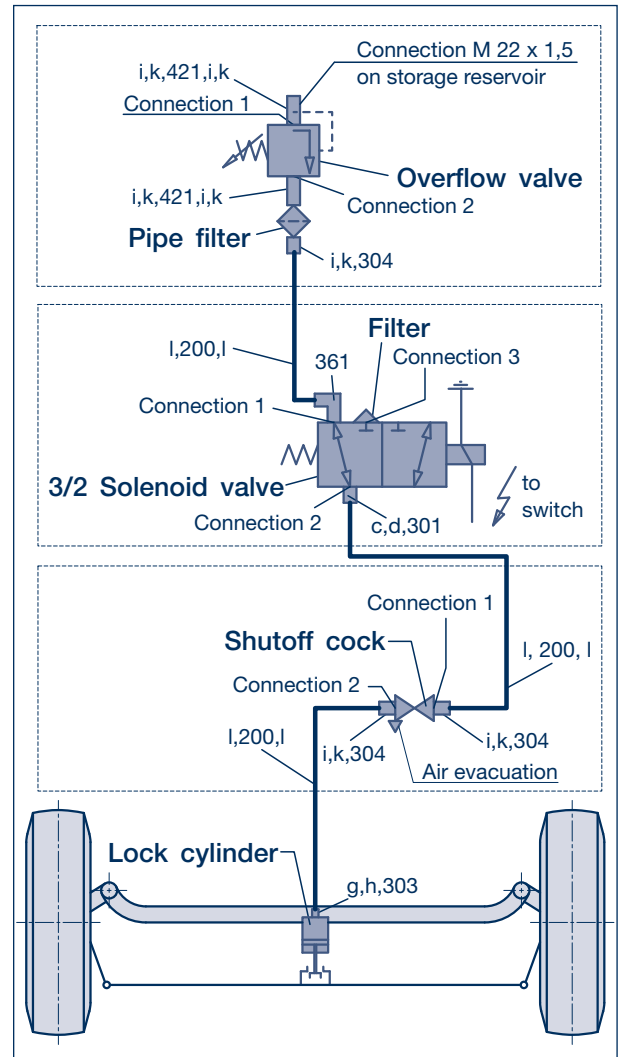 Connection M 22 x 1,5
on storage reservoir
i,k,421,i,k
Connection 1
Overflow valve
i,k,421,i,k
Connection 2
Pipe filter
i,k,304
Filter
l,200,l
361
Connection 3
Connection 1
3/2 Solenoid valve
to
switch
Connection 2
c,d,301
Connection 1
Shutoff cock
l, 200, l
Connection 2
l,200,l
i,k,304
i,k,304
Air evacuation
Lock cylinder
g,h,303